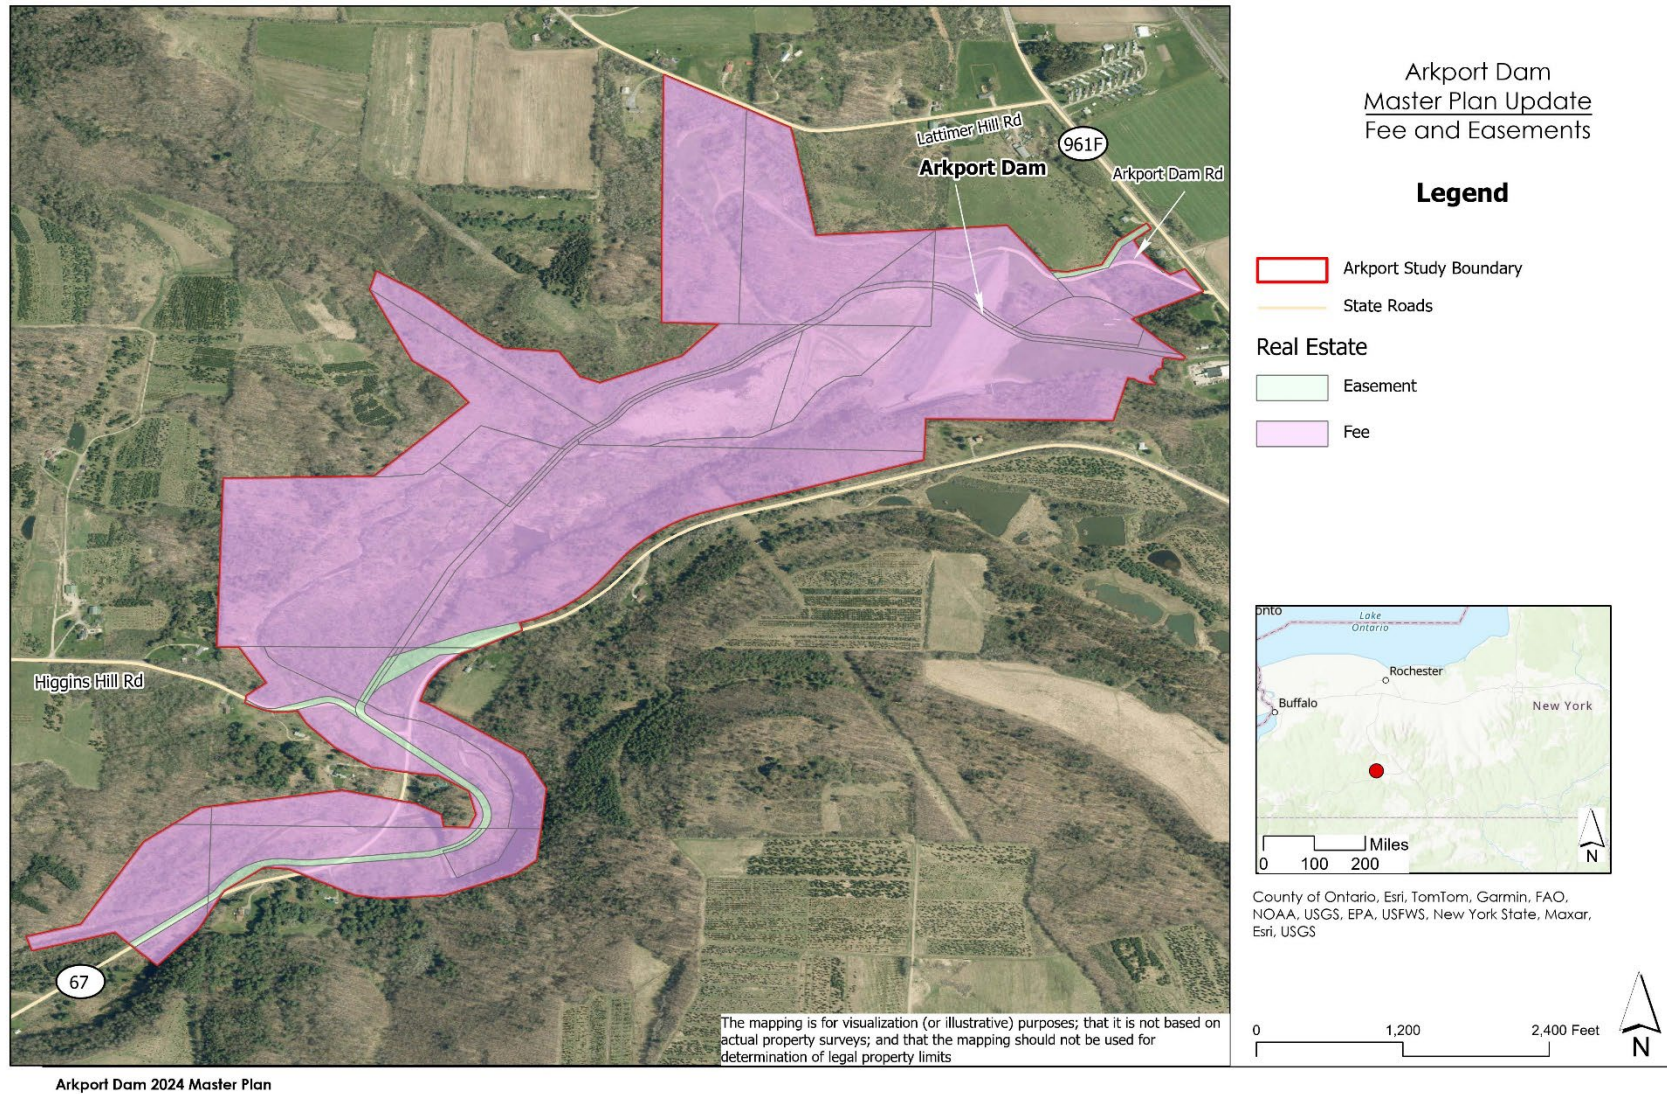 Arkport Dam
Master Plan Update
Fee and Easements
Legend
Arkport Study Boundary
State Roads
Real Estate
Easement
Fee
Lattimer Hill Rd
961F
Arkport Dam
Arkport Dam Rd
Higgins Hill Rd
67
The mapping is for visualization (or illustrative) purposes; that it is not based on
actual property surveys; and that the mapping should not be used for
determination of legal property limits
onto
Lake
Ontario
Rochester
Buffalo
New York
Miles
0 100 200
N
County of Ontario, Esri, TomTom, Garmin, FAO,
NOAA, USGS, EPA, USFWS, New York State, Maxar,
Esri, USGS
0 1,200 2,400 Feet
N
Arkport Dam 2024 Master Plan